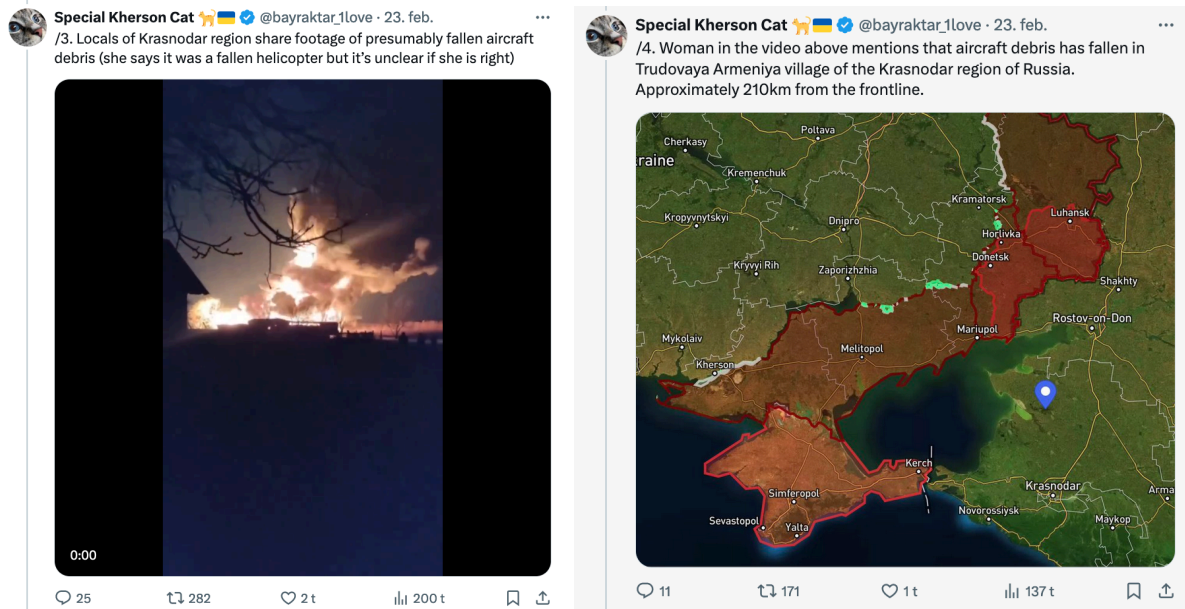 Special Kherson Cat 🐈🇺🇦 @bayraktar_1love · 23. feb.
/3. Locals of Krasnodar region share footage of presumably fallen aircraft
debris (she says it was a fallen helicopter but it's unclear if she is right)
0:00
25 282 2 t 200 t
Special Kherson Cat 🐈🇺🇦 @bayraktar_1love · 23. feb.
/4. Woman in the video above mentions that aircraft debris has fallen in
Trudovaya Armeniya village of the Krasnodar region of Russia.
Approximately 210km from the frontline.
Poltava
Cherkasy
raine
Kremenchuk
Kramatorsk
Kropyvnytskyi
Luhansk
Dnipro
Horlivka
Donetsk
Kryvyi Rih
Zaporizhzhia
Shakhty
Rostov-on-Don
Mariupol
Mykolaiv
Melitopol
Kherson
Kerch
Krasnodar
Simferopol
Arma
Novorossiysk
Sevastopol
Yalta
Maykop
11 171 1 t 137 t